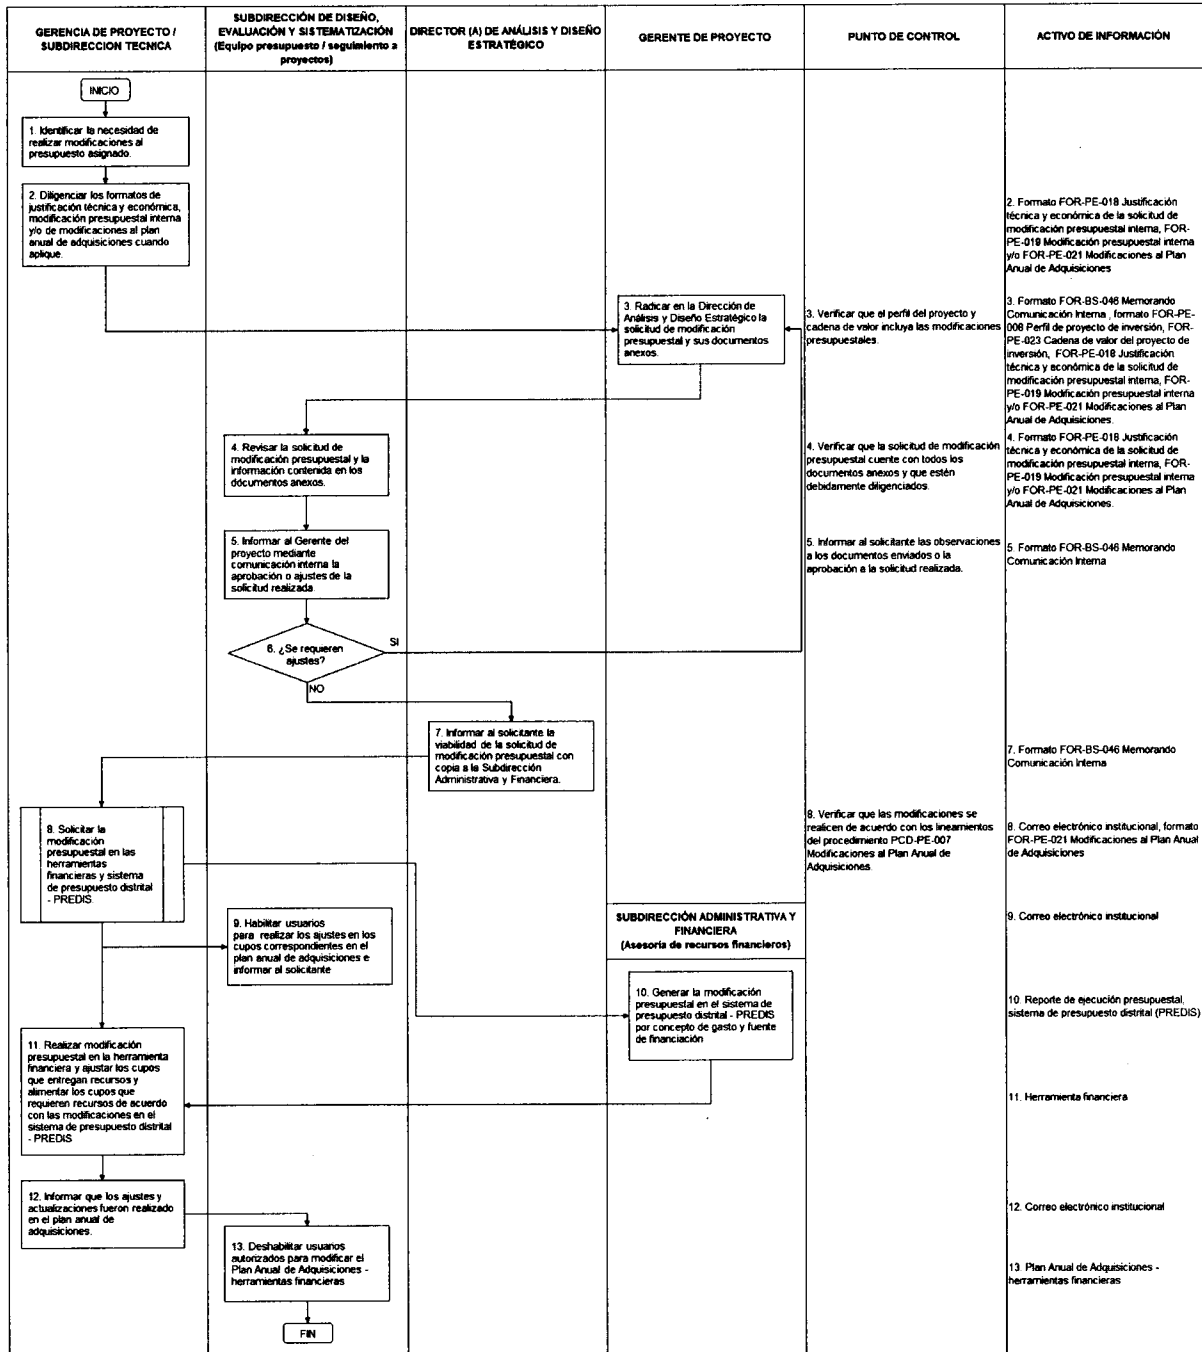 GERENCIA DE PROYECTO /
SUBDIRECCION TECNICA
SUBDIRECCIÓN DE DISEÑO,
EVALUACIÓN Y SISTEMATIZACIÓN
(Equipo presupuesto / seguimiento a
proyectos)
DIRECTOR (A) DE ANÁLISIS Y DISEÑO
ESTRATÉGICO
GERENTE DE PROYECTO
PUNTO DE CONTROL
ACTIVO DE INFORMACIÓN
INICIO
1. Identificar la necesidad de
realizar modificaciones al
presupuesto asignado.
2. Diligenciar los formatos de
justificación técnica y económica,
modificación presupuestal interna
y/o de modificaciones al plan
anual de adquisiciones cuando
aplique.
2. Formato FOR-PE-018 Justificación
técnica y económica de la solicitud de
modificación presupuestal interna, FOR-
PE-019 Modificación presupuestal interna
y/o FOR-PE-021 Modificaciones al Plan
Anual de Adquisiciones
3. Radicar en la Dirección de
Análisis y Diseño Estratégico la
solicitud de modificación
presupuestal y sus documentos
anexos.
3. Verificar que el perfil del proyecto y
cadena de valor incluya las modificaciones
presupuestales.
3. Formato FOR-BS-046 Memorando
Comunicación Interna , formato FOR-PE-
008 Perfil de proyecto de inversión, FOR-
PE-023 Cadena de valor del proyecto de
inversión, FOR-PE-018 Justificación
técnica y económica de la solicitud de
modificación presupuestal interna, FOR-
PE-019 Modificación presupuestal interna
y/o FOR-PE-021 Modificaciones al Plan
Anual de Adquisiciones.
4. Revisar la solicitud de
modificación presupuestal y la
información contenida en los
documentos anexos.
4. Verificar que la solicitud de modificación
presupuestal cuente con todos los
documentos anexos y que estén
debidamente diligenciados.
4. Formato FOR-PE-018 Justificación
técnica y económica de la solicitud de
modificación presupuestal interna, FOR-
PE-019 Modificación presupuestal interna
y/o FOR-PE-021 Modificaciones al Plan
Anual de Adquisiciones.
5. Informar al Gerente del
proyecto mediante
comunicación interna la
aprobación o ajustes de la
solicitud realizada.
5. Informar al solicitante las observaciones
a los documentos enviados o la
aprobación a la solicitud realizada.
5. Formato FOR-BS-046 Memorando
Comunicación Interna
6. ¿Se requieren
ajustes?
SI
NO
7. Informar al solicitante la
viabilidad de la solicitud de
modificación presupuestal con
copia a la Subdirección
Administrativa y Financiera.
7. Formato FOR-BS-046 Memorando
Comunicación Interna
8. Solicitar la
modificación
presupuestal en las
herramientas
financieras y sistema
de presupuesto distrital
- PREDIS
8. Verificar que las modificaciones se
realicen de acuerdo con los lineamientos
del procedimiento PCD-PE-007
Modificaciones al Plan Anual de
Adquisiciones.
8. Correo electrónico institucional, formato
FOR-PE-021 Modificaciones al Plan Anual
de Adquisiciones
9. Habilitar usuarios
para realizar los ajustes en los
cupos correspondientes en el
plan anual de adquisiciones e
informar al solicitante
SUBDIRECCIÓN ADMINISTRATIVA Y
FINANCIERA
(Asesoría de recursos financieros)
9. Correo electrónico institucional
10. Generar la modificación
presupuestal en el sistema de
presupuesto distrital - PREDIS
por concepto de gasto y fuente
de financiación
10. Reporte de ejecución presupuestal,
sistema de presupuesto distrital (PREDIS)
11. Realizar modificación
presupuestal en la herramienta
financiera y ajustar los cupos
que entregan recursos y
alimentar los cupos que
requieren recursos de acuerdo
con las modificaciones en el
sistema de presupuesto distrital
- PREDIS
11. Herramienta financiera
12. Informar que los ajustes y
actualizaciones fueron realizado
en el plan anual de
adquisiciones.
12. Correo electrónico institucional
13. Deshabilitar usuarios
autorizados para modificar el
Plan Anual de Adquisiciones -
herramientas financieras
13. Plan Anual de Adquisiciones -
herramientas financieras
FIN